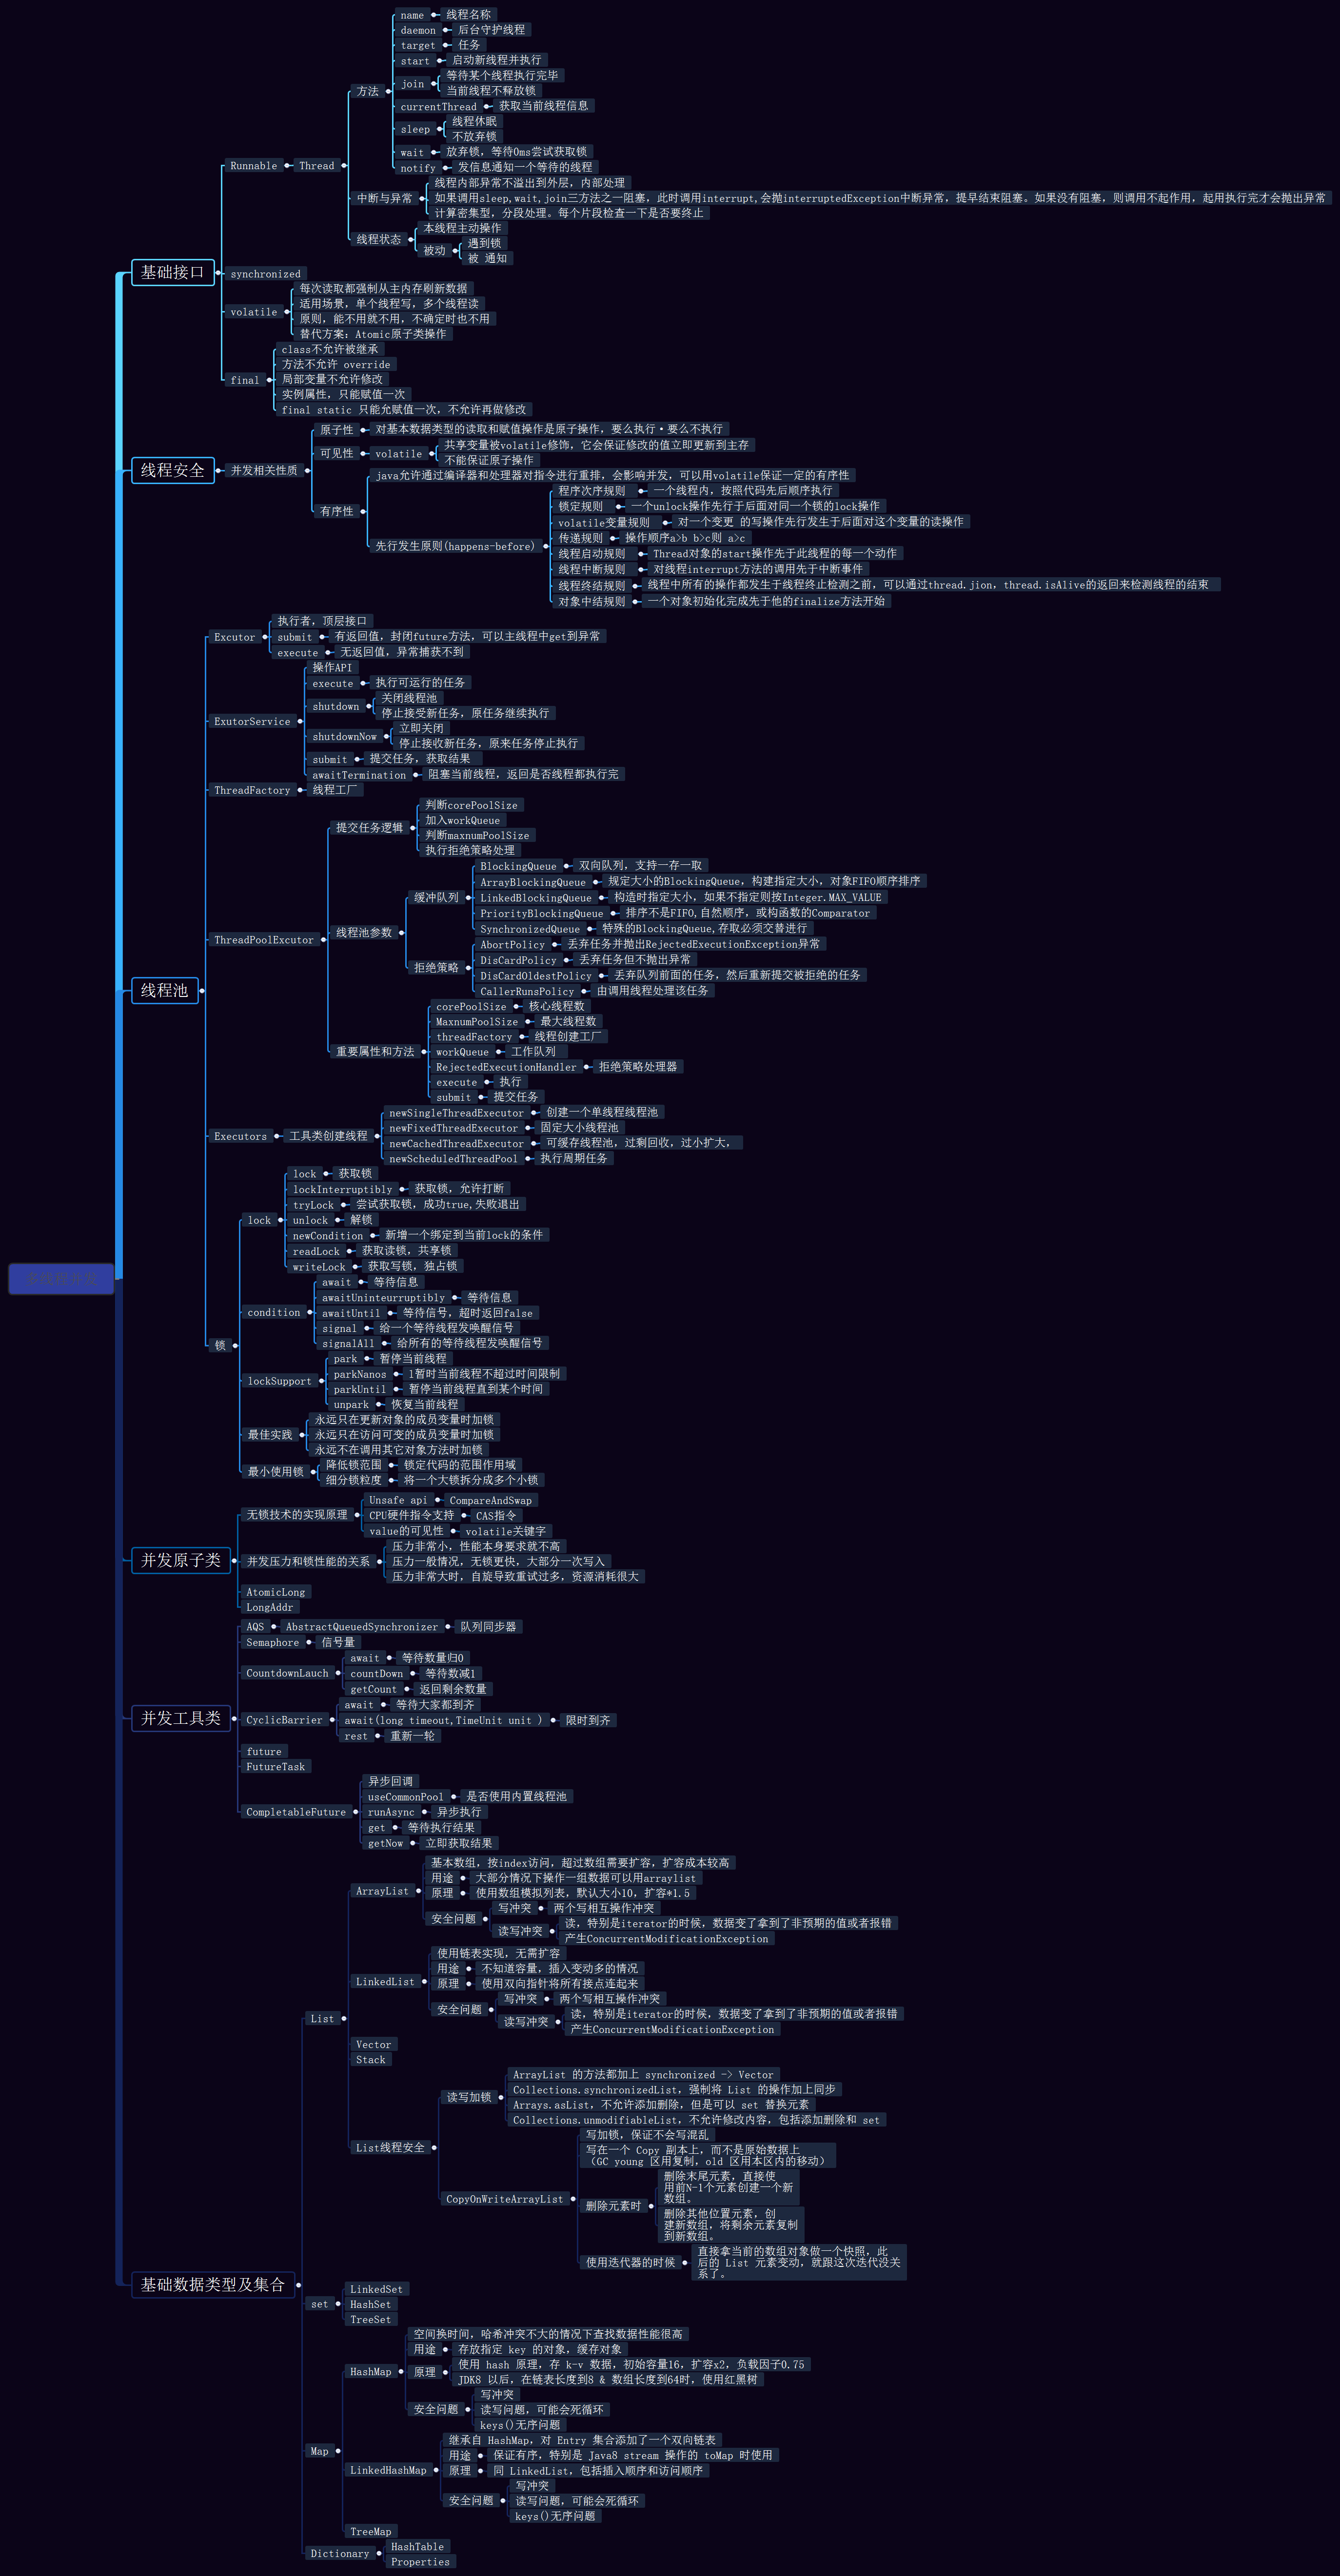 name
线程名称
daemon
后台守护线程
target
任务
start
启动新线程并执行
join
等待某个线程执行完毕
当前线程不释放锁
方法
currentThread
获取当前线程信息
sleep
线程休眠
不放弃锁
wait
放弃锁，等待0ms尝试获取锁
notify
发信息通知一个等待的线程
Runnable
Thread
中断与异常
线程内部异常不溢出到外层，内部处理
如果调用sleep,wait,join三方法之一阻塞，此时调用interrupt,会抛interruptedException中断异常，提早结束阻塞。如果没有阻塞，则调用不起作用，起用执行完才会抛出异常
计算密集型，分段处理。每个片段检查一下是否要终止
线程状态
本线程主动操作
被动
遇到锁
被 通知
基础接口
synchronized
volatile
每次读取都强制从主内存刷新数据
适用场景，单个线程写，多个线程读
原则，能不用就不用，不确定时也不用
替代方案：Atomic原子类操作
final
class不允许被继承
方法不允许 override
局部变量不允许修改
实例属性，只能赋值一次
final static 只能允赋值一次，不允许再做修改
线程安全
并发相关性质
原子性
对基本数据类型的读取和赋值操作是原子操作，要么执行·要么不执行
可见性
volatile
共享变量被volatile修饰，它会保证修改的值立即更新到主存
不能保证原子操作
有序性
java允许通过编译器和处理器对指令进行重排，会影响并发，可以用volatile保证一定的有序性
先行发生原则(happens-before)
程序次序规则
一个线程内，按照代码先后顺序执行
锁定规则
一个unlock操作先行于后面对同一个锁的lock操作
volatile变量规则
对一个变更 的写操作先行发生于后面对这个变量的读操作
传递规则
操作顺序a>b b>c则 a>c
线程启动规则
Thread对象的start操作先于此线程的每一个动作
线程中断规则
对线程interrupt方法的调用先于中断事件
线程终结规则
线程中所有的操作都发生于线程终止检测之前，可以通过thread.jion，thread.isAlive的返回来检测线程的结束
对象中结规则
一个对象初始化完成先于他的finalize方法开始
线程池
Excutor
执行者，顶层接口
submit
有返回值，封闭future方法，可以主线程中get到异常
execute
无返回值，异常捕获不到
ExutorService
操作API
execute
执行可运行的任务
shutdown
关闭线程池
停止接受新任务，原任务继续执行
shutdownNow
立即关闭
停止接收新任务，原来任务停止执行
submit
提交任务，获取结果
awaitTermination
阻塞当前线程，返回是否线程都执行完
ThreadFactory
线程工厂
ThreadPoolExcutor
提交任务逻辑
判断corePoolSize
加入workQueue
判断maxnumPoolSize
执行拒绝策略处理
线程池参数
缓冲队列
BlockingQueue
双向队列，支持一存一取
ArrayBlockingQueue
规定大小的BlockingQueue，构建指定大小，对象FIFO顺序排序
LinkedBlockingQueue
构造时指定大小，如果不指定则按Integer.MAX_VALUE
PriorityBlockingQueue
排序不是FIFO,自然顺序，或构函数的Comparator
SynchronizedQueue
特殊的BlockingQueue,存取必须交替进行
拒绝策略
AbortPolicy
丢弃任务并抛出RejectedExecutionException异常
DisCardPolicy
丢弃任务但不抛出异常
DisCardOldestPolicy
丢弃队列前面的任务，然后重新提交被拒绝的任务
CallerRunsPolicy
由调用线程处理该任务
重要属性和方法
corePoolSize
核心线程数
MaxnumPoolSize
最大线程数
threadFactory
线程创建工厂
workQueue
工作队列
RejectedExecutionHandler
拒绝策略处理器
execute
执行
submit
提交任务
Executors
工具类创建线程
newSingleThreadExecutor
创建一个单线程线程池
newFixedThreadExecutor
固定大小线程池
newCachedThreadExecutor
可缓存线程池，过剩回收，过小扩大，
newScheduledThreadPool
执行周期任务
锁
lock
lock
获取锁
lockInterruptibly
获取锁，允许打断
tryLock
尝试获取锁，成功true,失败退出
unlock
解锁
newCondition
新增一个绑定到当前lock的条件
readLock
获取读锁，共享锁
writeLock
获取写锁，独占锁
condition
await
等待信息
awaitUninteurruptibly
等待信息
awaitUntil
等待信号，超时返回false
signal
给一个等待线程发唤醒信号
signalAll
给所有的等待线程发唤醒信号
lockSupport
park
暂停当前线程
parkNanos
1暂时当前线程不超过时间限制
parkUntil
暂停当前线程直到某个时间
unpark
恢复当前线程
最佳实践
永远只在更新对象的成员变量时加锁
永远只在访问可变的成员变量时加锁
永远不在调用其它对象方法时加锁
最小使用锁
降低锁范围
锁定代码的范围作用域
细分锁粒度
将一个大锁拆分成多个小锁
多线程并发
并发原子类
无锁技术的实现原理
Unsafe api
CompareAndSwap
CPU硬件指令支持
CAS指令
value的可见性
volatile关键字
并发压力和锁性能的关系
压力非常小，性能本身要求就不高
压力一般情况，无锁更快，大部分一次写入
压力非常大时，自旋导致重试过多，资源消耗很大
AtomicLong
LongAddr
并发工具类
AQS
AbstractQueuedSynchronizer
队列同步器
Semaphore
信号量
CountdownLauch
await
等待数量归0
countDown
等待数减1
getCount
返回剩余数量
CyclicBarrier
await
等待大家都到齐
await(long timeout,TimeUnit unit )
限时到齐
rest
重新一轮
future
FutureTask
CompletableFuture
异步回调
useCommonPool
是否使用内置线程池
runAsync
异步执行
get
等待执行结果
getNow
立即获取结果
基础数据类型及集合
List
ArrayList
基本数组，按index访问，超过数组需要扩容，扩容成本较高
用途
大部分情况下操作一组数据可以用arraylist
原理
使用数组模拟列表，默认大小10，扩容*1.5
安全问题
写冲突
两个写相互操作冲突
读写冲突
读，特别是iterator的时候，数据变了拿到了非预期的值或者报错
产生ConcurrentModificationException
LinkedList
使用链表实现，无需扩容
用途
不知道容量，插入变动多的情况
原理
使用双向指针将所有接点连起来
安全问题
写冲突
两个写相互操作冲突
读写冲突
读，特别是iterator的时候，数据变了拿到了非预期的值或者报错
产生ConcurrentModificationException
Vector
Stack
List线程安全
读写加锁
ArrayList 的方法都加上 synchronized -> Vector
Collections.synchronizedList，强制将 List 的操作加上同步
Arrays.asList，不允许添加删除，但是可以 set 替换元素
Collections.unmodifiableList，不允许修改内容，包括添加删除和 set
CopyOnWriteArrayList
写加锁，保证不会写混乱
写在一个 Copy 副本上，而不是原始数据上
（GC young 区用复制，old 区用本区内的移动）
删除元素时
删除末尾元素，直接使
用前N-1个元素创建一个新
数组。
删除其他位置元素，创
建新数组，将剩余元素复制
到新数组。
使用迭代器的时候
直接拿当前的数组对象做一个快照，此
后的 List 元素变动，就跟这次迭代没关
系了。
set
LinkedSet
HashSet
TreeSet
Map
HashMap
空间换时间，哈希冲突不大的情况下查找数据性能很高
用途
存放指定 key 的对象，缓存对象
原理
使用 hash 原理，存 k-v 数据，初始容量16，扩容x2，负载因子0.75
JDK8 以后，在链表长度到8 & 数组长度到64时，使用红黑树
安全问题
写冲突
读写问题，可能会死循环
keys()无序问题
LinkedHashMap
继承自 HashMap，对 Entry 集合添加了一个双向链表
用途
保证有序，特别是 Java8 stream 操作的 toMap 时使用
原理
同 LinkedList，包括插入顺序和访问顺序
安全问题
写冲突
读写问题，可能会死循环
keys()无序问题
TreeMap
Dictionary
HashTable
Properties